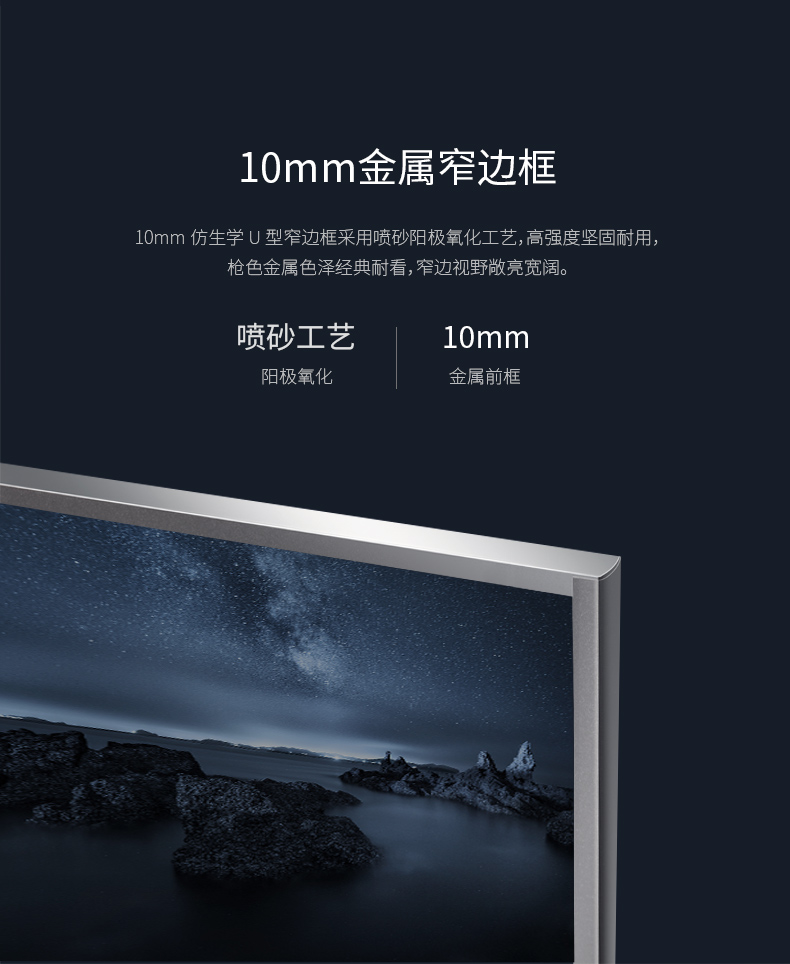 10mm金属窄边框
10mm 仿生学 U 型窄边框采用喷砂阳极氧化工艺，高强度坚固耐用，
枪色金属色泽经典耐看，窄边视野敞亮宽阔。
喷砂工艺
阳极氧化
10mm
金属前框